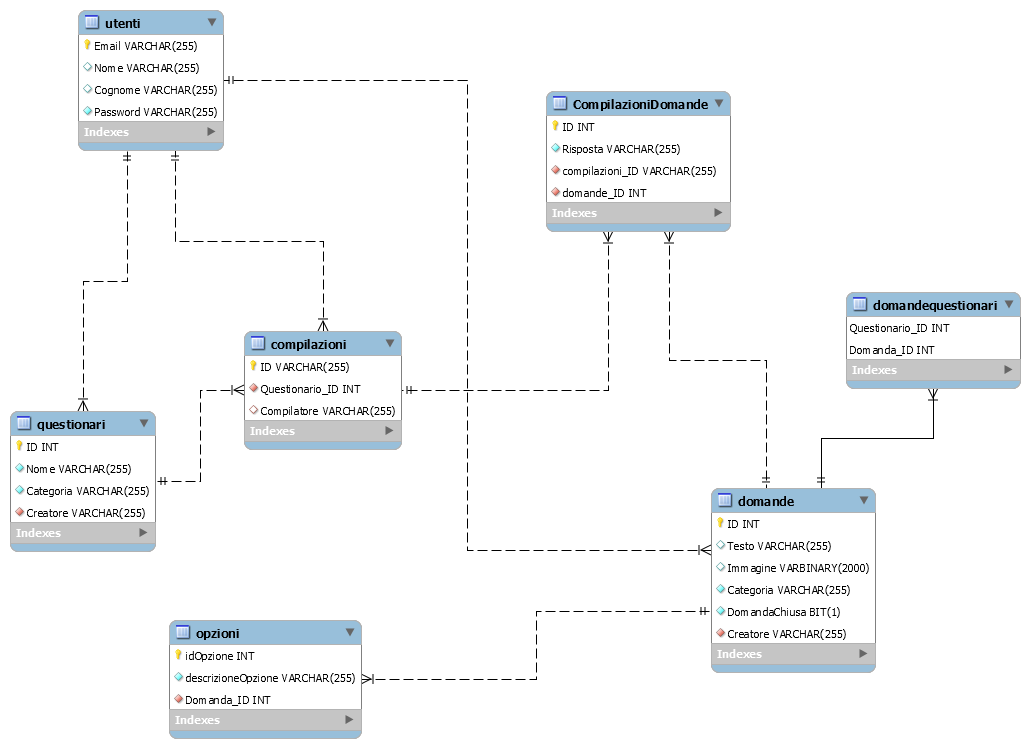 utenti
Email VARCHAR(255)
Nome VARCHAR(255)
Cognome VARCHAR(255)
Password VARCHAR(255)
Indexes
CompilazioniDomande
ID INT
Risposta VARCHAR(255)
compilazioni_ID VARCHAR(255)
domande_ID INT
Indexes
domandequestionari
Questionario_ID INT
Domanda_ID INT
Indexes
compilazioni
ID VARCHAR(255)
Questionario_ID INT
Compilatore VARCHAR(255)
Indexes
questionari
ID INT
Nome VARCHAR(255)
Categoria VARCHAR(255)
Creatore VARCHAR(255)
Indexes
domande
ID INT
Testo VARCHAR(255)
Immagine VARBINARY(2000)
Categoria VARCHAR(255)
DomandaChiusa BIT(1)
Creatore VARCHAR(255)
Indexes
opzioni
idOpzione INT
descrizioneOpzione VARCHAR(255)
Domanda_ID INT
Indexes